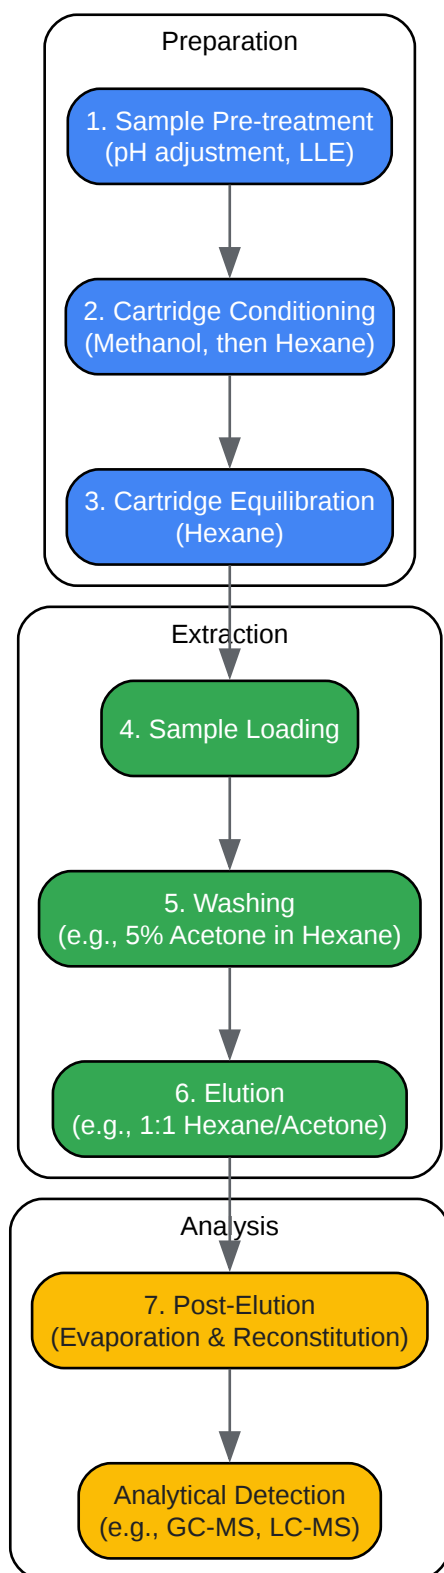 Preparation
1. Sample Pre-treatment
(pH adjustment, LLE)
2. Cartridge Conditioning
(Methanol, then Hexane)
3. Cartridge Equilibration
(Hexane)
Extraction
4. Sample Loading
5. Washing
(e.g., 5% Acetone in Hexane)
6. Elution
(e.g., 1:1 Hexane/Acetone)
Analysis
7. Post-Elution
(Evaporation & Reconstitution)
Analytical Detection
(e.g., GC-MS, LC-MS)